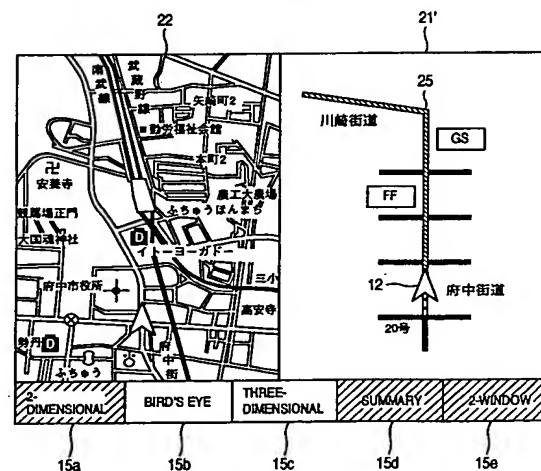 22
21'
25
12
南武線
武蔵野線
矢崎町2
勤労福祉会館
本町2
安養寺
農工大農場
競馬場正門
ふちゅうほんまち
大国魂神社
D
イトーヨーカドー
三小
府中市役所
高安寺
伊勢丹
D
ふちゅう
府中街
川崎街道
GS
FF
府中街道
20号
2-DIMENSIONAL
BIRD'S EYE
THREE-DIMENSIONAL
SUMMARY
2-WINDOW
15a
15b
15c
15d
15e